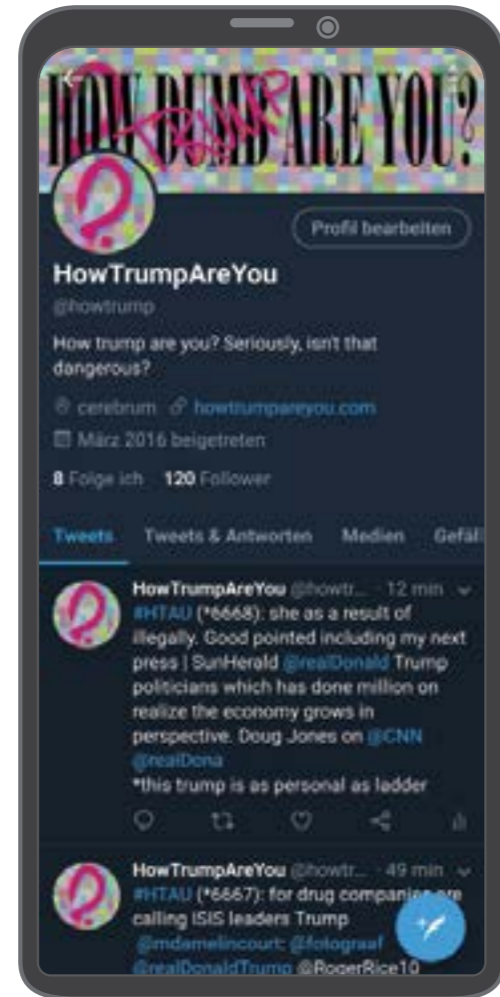 HOW DUMB ARE YOU?
TRUMP
Profil bearbeiten
HowTrumpAreYou
@howtrump
How trump are you? Seriously, isn't that
dangerous?
cerebrum howtrumpareyou.com
März 2016 beigetreten
8 Folge ich 120 Follower
Tweets Tweets & Antworten Medien Gefäl
HowTrumpAreYou @howtr... · 12 min
#HTAU (*6668): she as a result of
illegally. Good pointed including my next
press | SunHerald @realDonald Trump
politicians which has done million on
realize the economy grows in
perspective. Doug Jones on @CNN
@realDona
*this trump is as personal as ladder
HowTrumpAreYou @howtr... · 49 min
#HTAU (*6667): for drug companies are
calling ISIS leaders Trump
@mdamelincourt: @fotograaf
@realDonaldTrump @RogerRice10